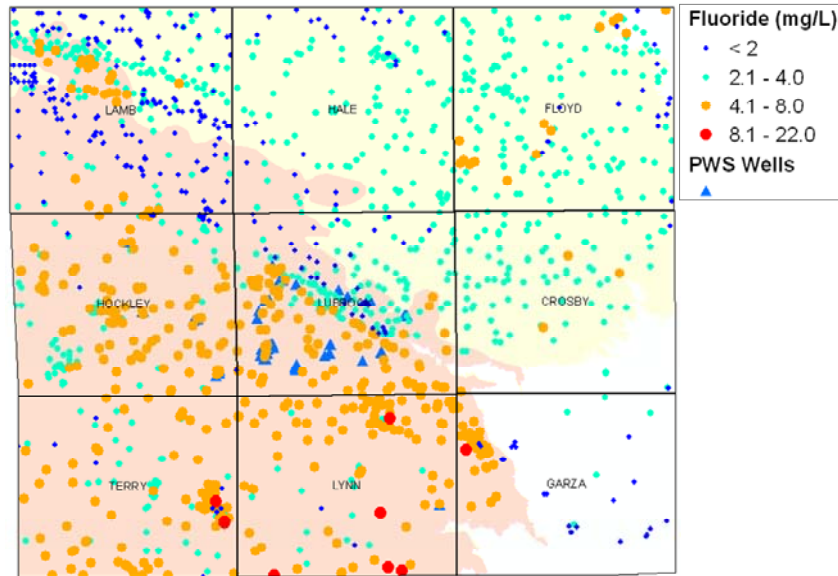 Fluoride (mg/L)
< 2
2.1 - 4.0
4.1 - 8.0
8.1 - 22.0
PWS Wells
LAMB
HALE
FLOYD
HOCKLEY
LUBBOCK
CROSBY
TERRY
LYNN
GARZA